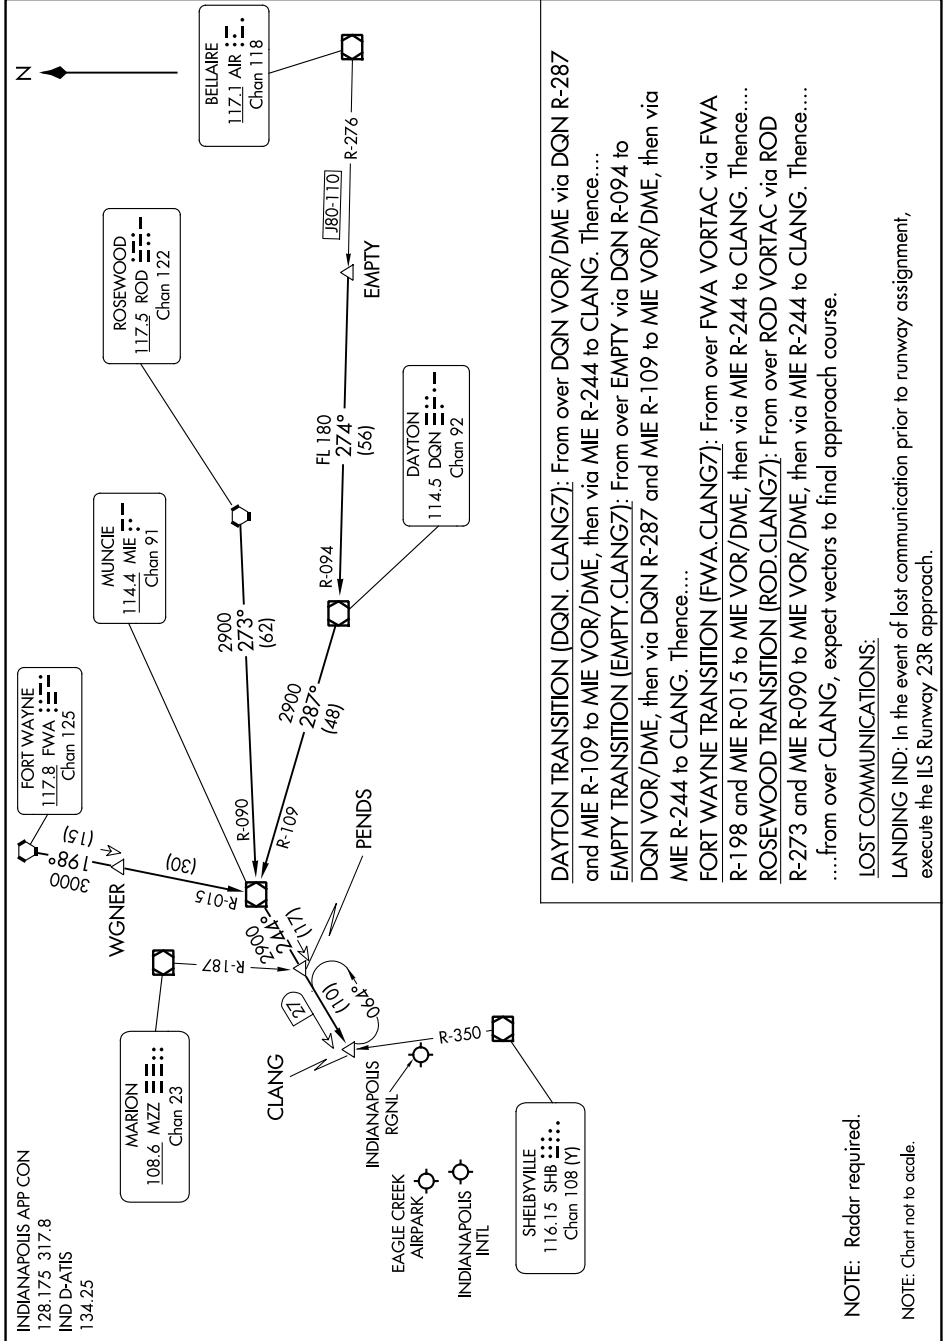 INDIANAPOLIS APP CON
128.175 317.8
IND D-ATIS
134.25
N
BELLAIRE
117.1 AIR
Chan 118
ROSEWOOD
117.5 ROD
Chan 122
MUNCIE
114.4 MIE
Chan 91
FORT WAYNE
117.8 FWA
Chan 125
MARION
108.6 MZZ
Chan 23
DAYTON
114.5 DQN
Chan 92
SHELBYVILLE
116.15 SHB
Chan 108 (Y)
R-276
J80-110
EMPTY
FL 180
274°
(56)
R-094
2900
273°
(62)
R-090
2900
287°
(48)
R-109
3000
198°
(15)
WGNER
(30)
R-015
R-187
2900
244°
(17)
PENDS
27
(10)
064°
CLANG
R-350
INDIANAPOLIS
RGNL
EAGLE CREEK
AIRPARK
INDIANAPOLIS
INTL
NOTE: Radar required.
NOTE: Chart not to acale.
DAYTON TRANSITION (DQN. CLANG7): From over DQN VOR/DME via DQN R-287
and MIE R-109 to MIE VOR/DME, then via MIE R-244 to CLANG. Thence....
EMPTY TRANSITION (EMPTY.CLANG7): From over EMPTY via DQN R-094 to
DQN VOR/DME, then via DQN R-287 and MIE R-109 to MIE VOR/DME, then via
MIE R-244 to CLANG. Thence....
FORT WAYNE TRANSITION (FWA.CLANG7): From over FWA VORTAC via FWA
R-198 and MIE R-015 to MIE VOR/DME, then via MIE R-244 to CLANG. Thence....
ROSEWOOD TRANSITION (ROD.CLANG7): From over ROD VORTAC via ROD
R-273 and MIE R-090 to MIE VOR/DME, then via MIE R-244 to CLANG. Thence....
....from over CLANG, expect vectors to final approach course.
LOST COMMUNICATIONS:
LANDING IND: In the event of lost communication prior to runway assignment,
execute the ILS Runway 23R approach.